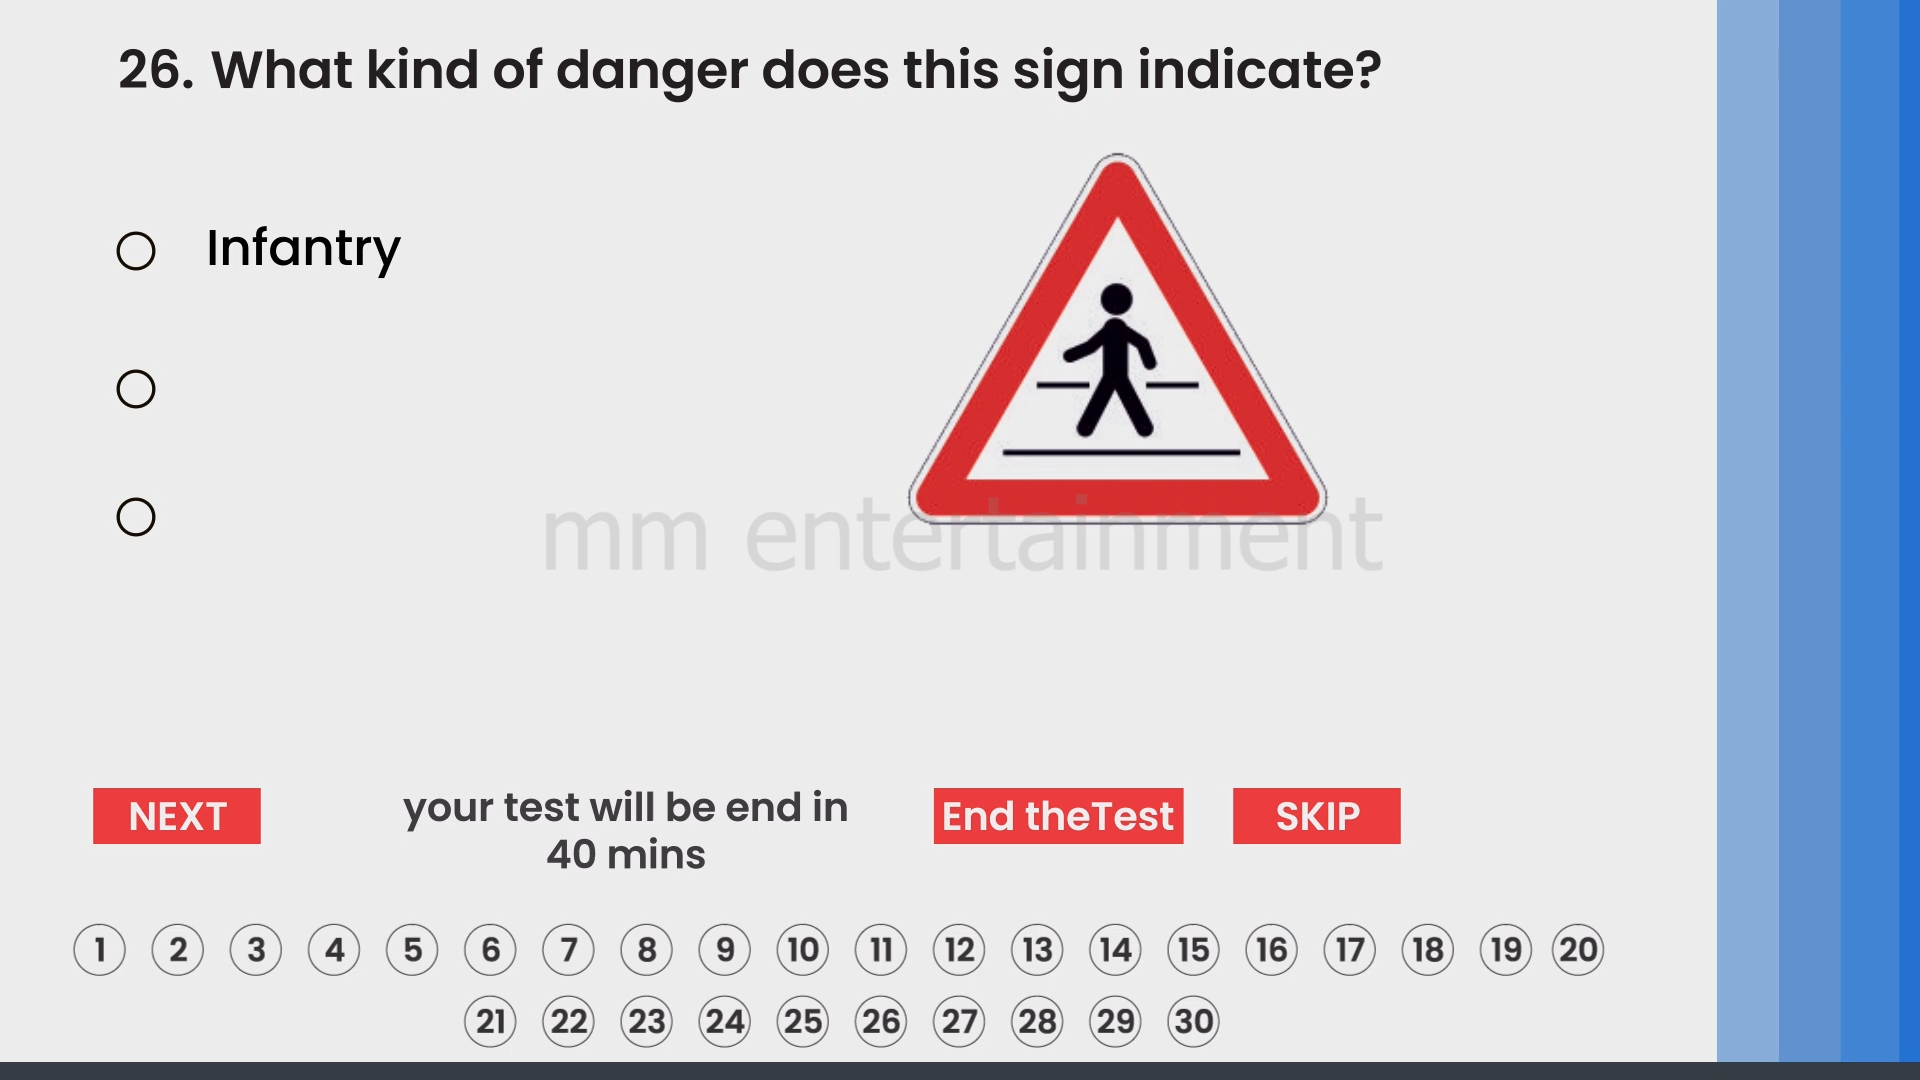 26. What kind of danger does this sign indicate?
Infantry
mm entertainment
NEXT
your test will be end in
40 mins
End theTest
SKIP
1 2 3 4 5 6 7 8 9 10 11 12 13 14 15 16 17 18 19 20
21 22 23 24 25 26 27 28 29 30